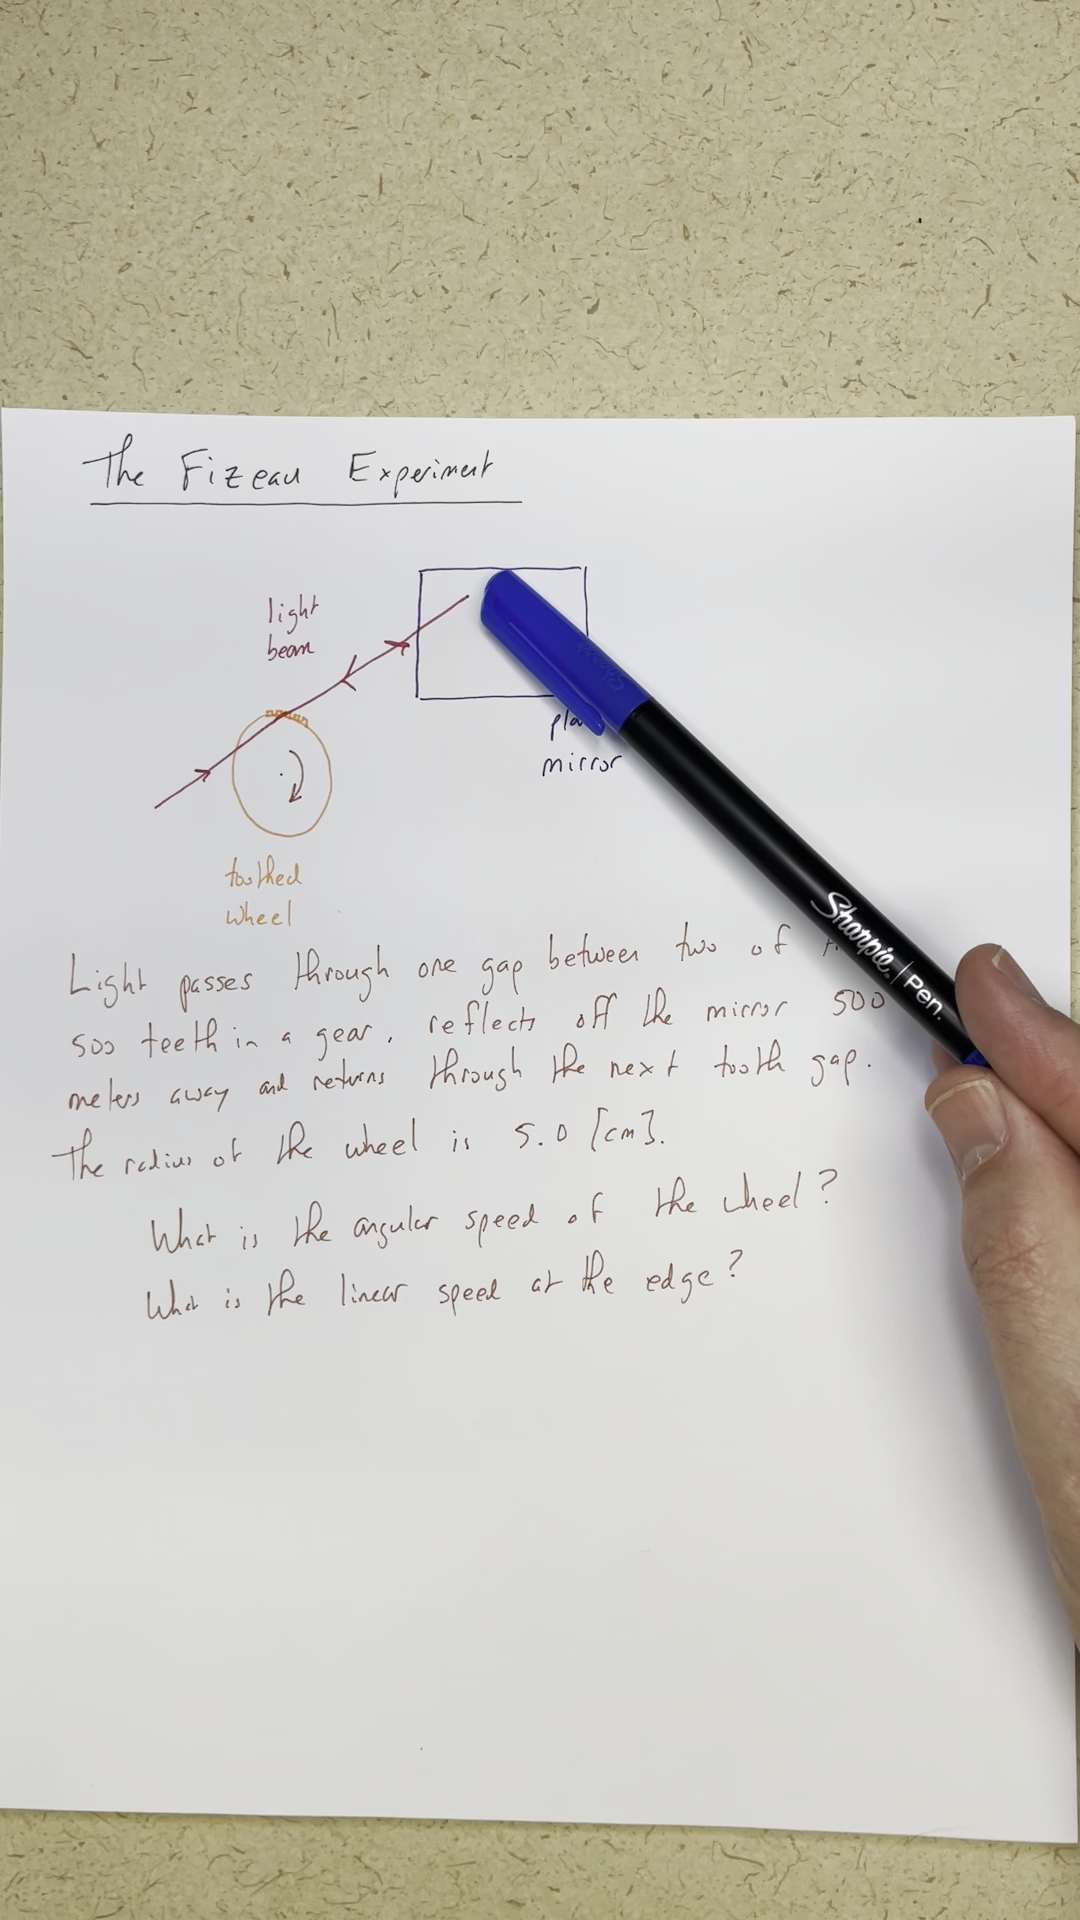 The Fizeau Experiment
light
beam
mirror
toothed
wheel
Sharpie. Pen.
Light passes through one gap between two of
500 teeth in a gear, reflects off the mirror 500
meters away and returns through the next tooth gap.
The radius of the wheel is 5.0 [cm].
What is the angular speed of the wheel?
What is the linear speed at the edge?